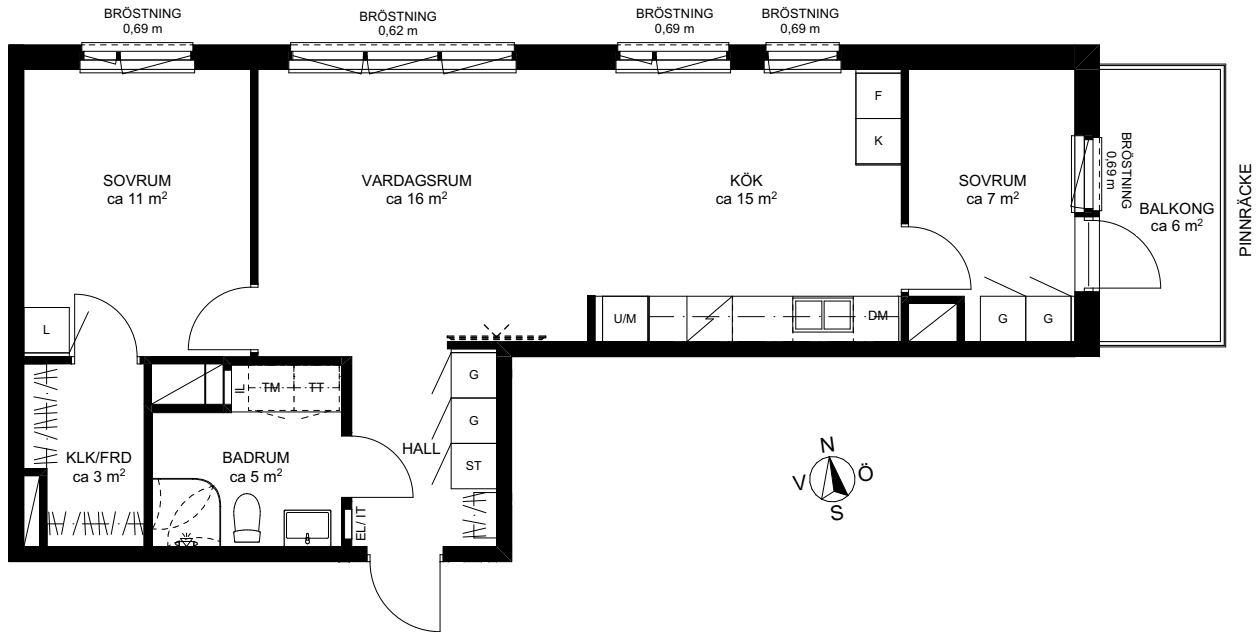 BRÖSTNING
0,69 m
BRÖSTNING
0,62 m
BRÖSTNING
0,69 m
BRÖSTNING
0,69 m
F
K
SOVRUM
ca 11 m²
VARDAGSRUM
ca 16 m²
KÖK
ca 15 m²
SOVRUM
ca 7 m²
BRÖSTNING
0,69 m
BALKONG
ca 6 m²
PINNRÄCKE
L
U/M
DM
G
G
IL
TM
TT
G
G
ST
HALL
KLK/FRD
ca 3 m²
BADRUM
ca 5 m²
EL/IT
N
V
Ö
S